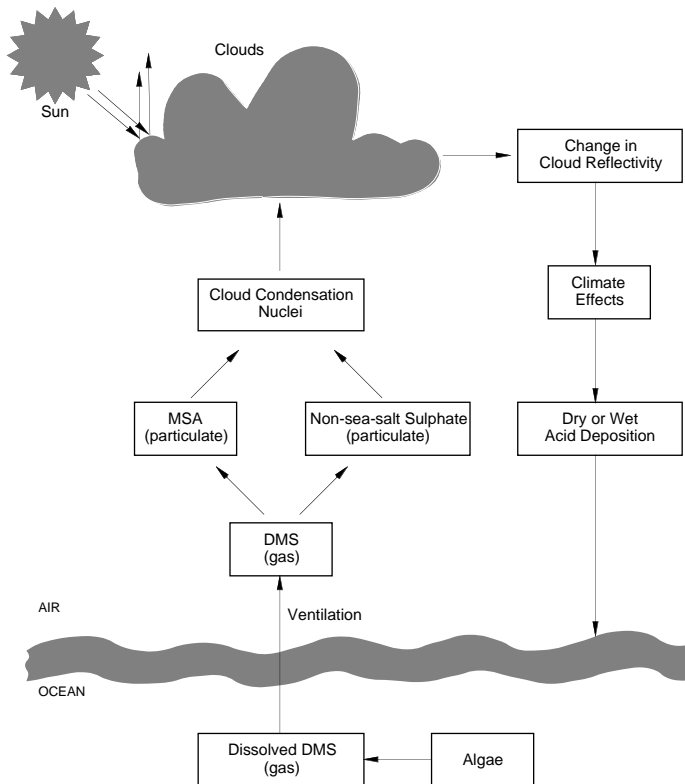 Clouds
Sun
Change in
Cloud Reflectivity
Cloud Condensation
Nuclei
Climate
Effects
MSA
(particulate)
Non-sea-salt Sulphate
(particulate)
Dry or Wet
Acid Deposition
DMS
(gas)
AIR
Ventilation
OCEAN
Dissolved DMS
(gas)
Algae